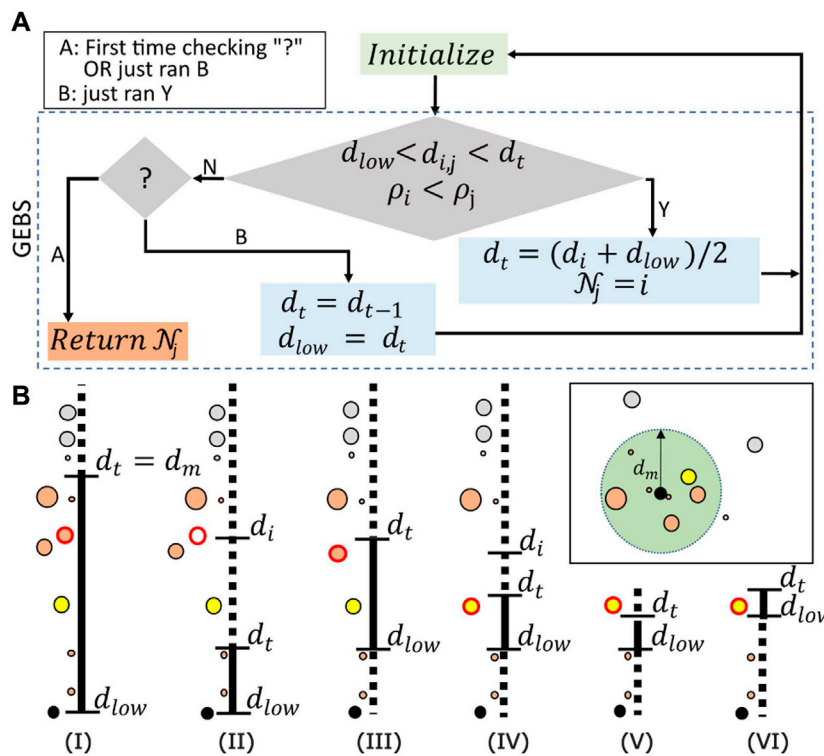 A
A: First time checking "?"
OR just ran B
B: just ran Y
Initialize
GEBS
d_low < d_i,j < d_t
ρ_i < ρ_j
N
?
Y
A
B
d_t = (d_i + d_low)/2
𝒩_j = i
d_t = d_t−1
d_low = d_t
Return 𝒩_j
B
d_t = d_m
d_low
(I)
d_i
d_t
d_low
(II)
d_t
d_low
(III)
d_i
d_t
d_low
(IV)
d_m
d_t
d_low
(V)
d_t
d_low
(VI)